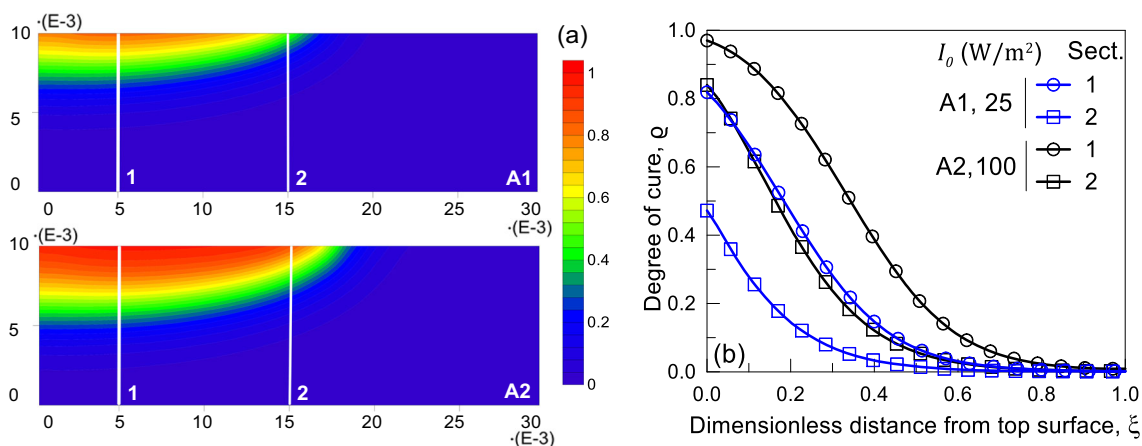 ·(E-3)
10
5
0
1
2
A1
0
5
10
15
20
25
30
·(E-3)
·(E-3)
10
5
0
1
2
A2
0
5
10
15
20
25
30
·(E-3)
(a)
1
0.8
0.6
0.4
0.2
0
Degree of cure, ϱ
1.0
0.8
0.6
0.4
0.2
0.0
I₀ (W/m²) Sect.
A1, 25
1
2
A2, 100
1
2
(b)
0.0 0.2 0.4 0.6 0.8 1.0
Dimensionless distance from top surface, ξ